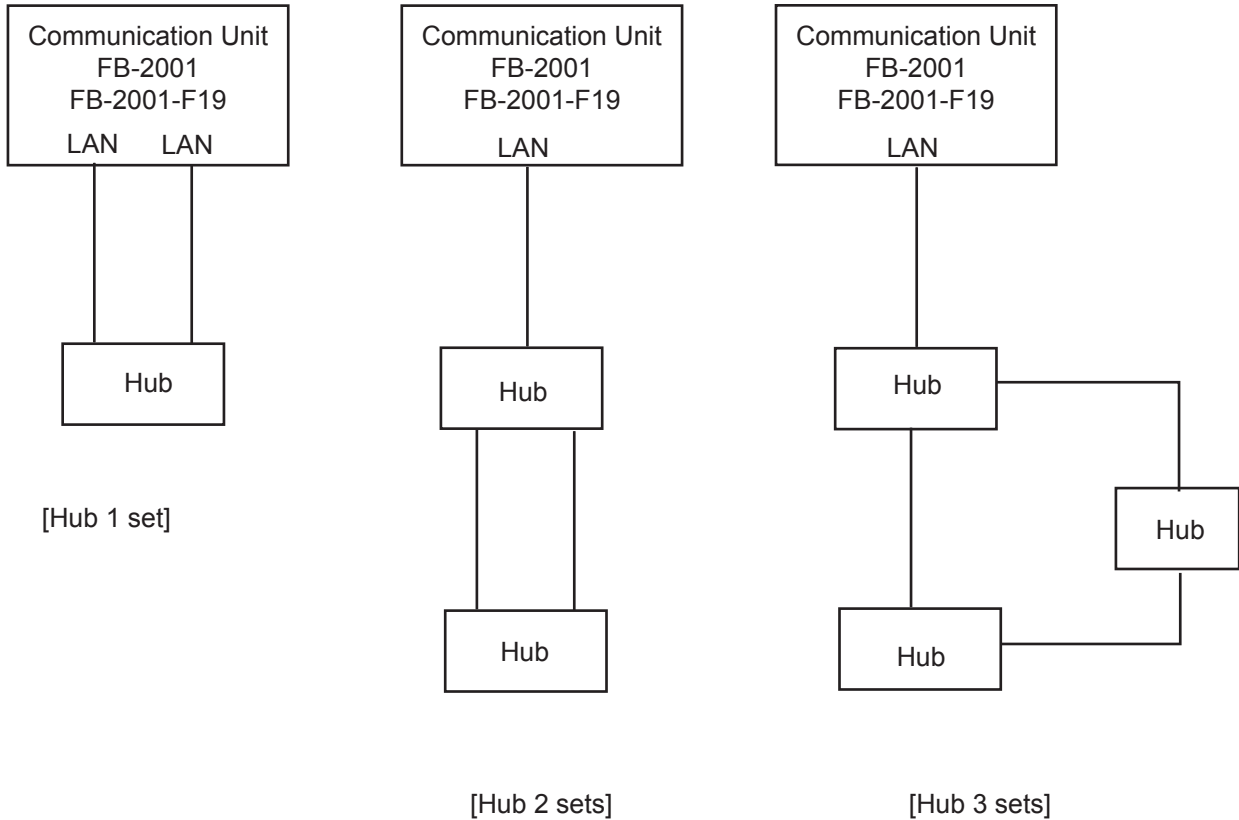 Communication Unit
FB-2001
FB-2001-F19
LAN LAN
Hub
[Hub 1 set]
Communication Unit
FB-2001
FB-2001-F19
LAN
Hub
Hub
[Hub 2 sets]
Communication Unit
FB-2001
FB-2001-F19
LAN
Hub
Hub
Hub
[Hub 3 sets]